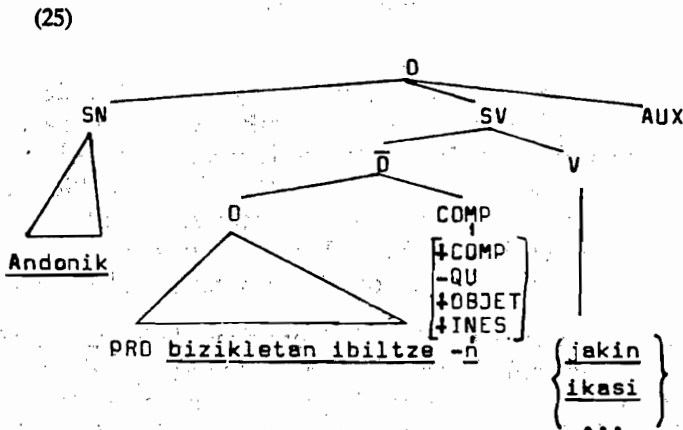 (25)
O
SN SV AUX
O̅ V
O COMP
+COMP
-QU
Andonik +OBJET
+INES
PRO bizikletan ibiltze -n jakin
ikasi
...